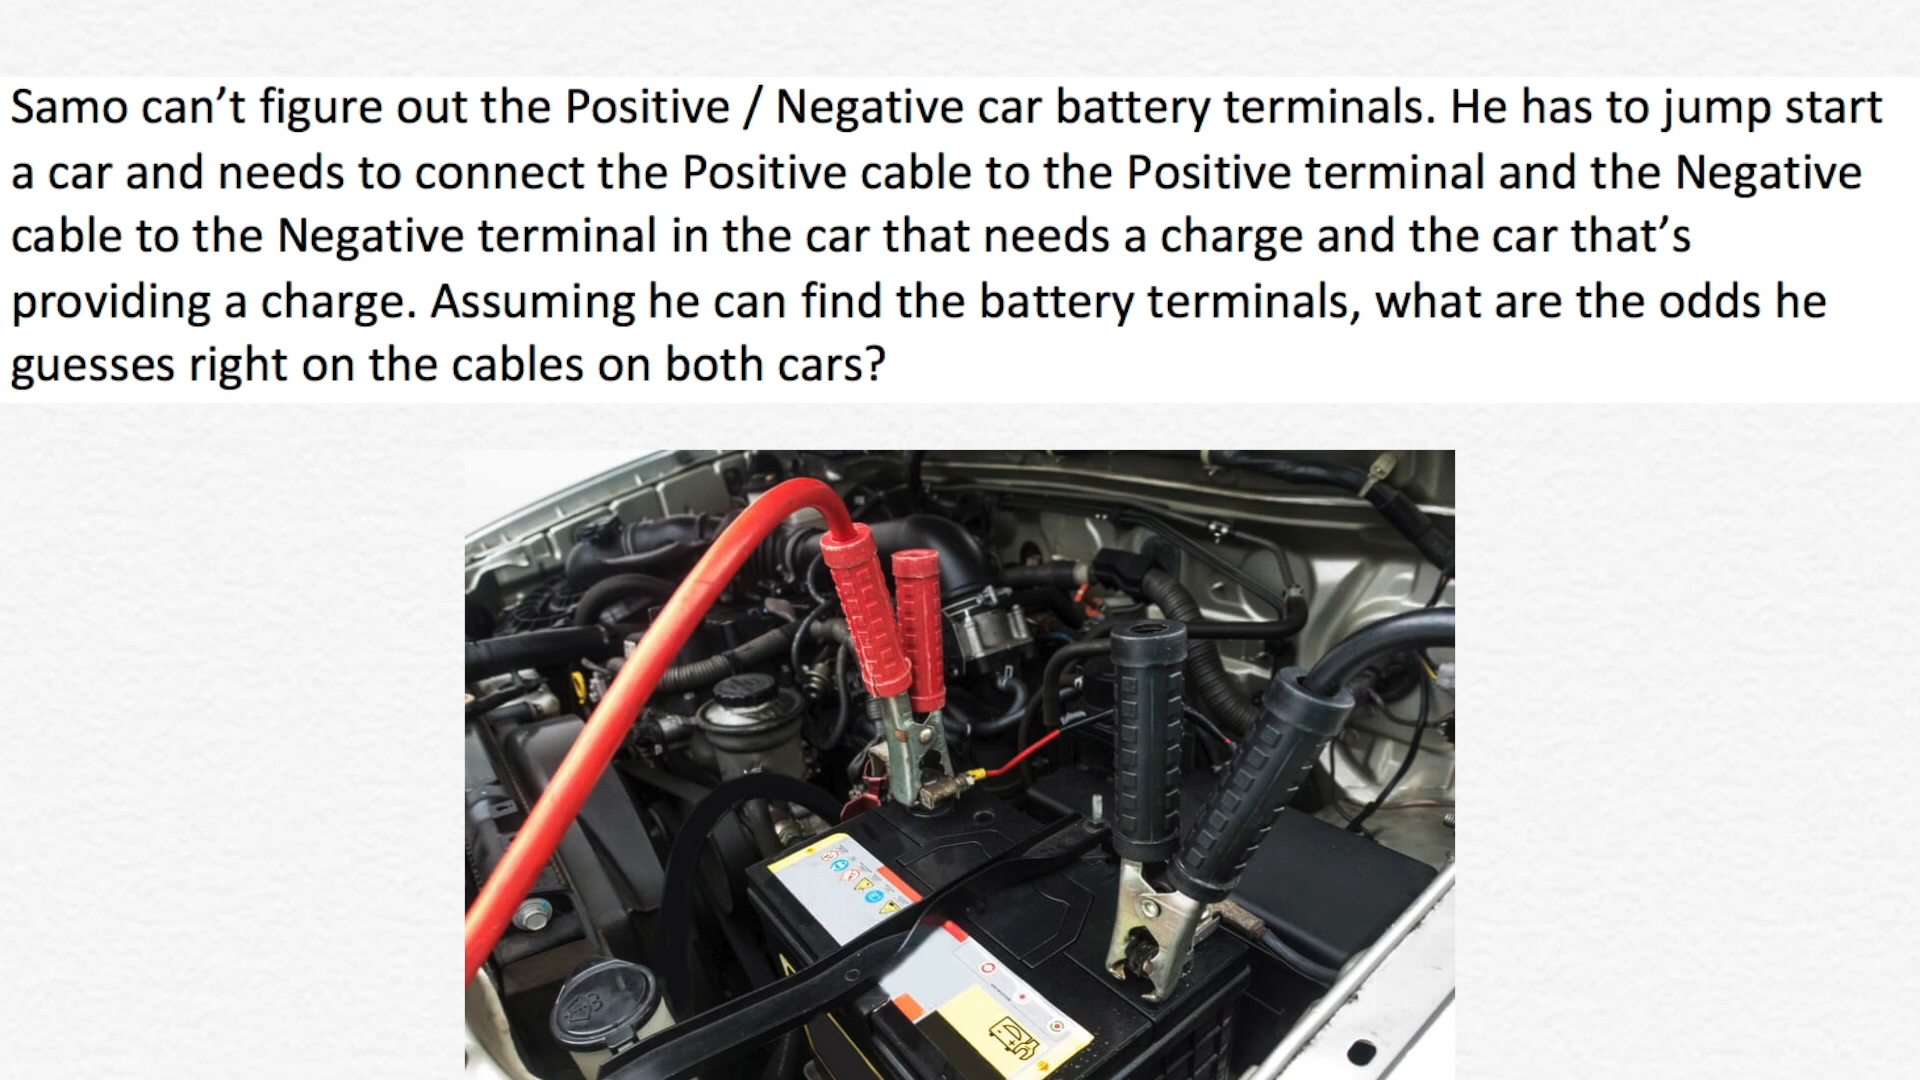 Samo can’t figure out the Positive / Negative car battery terminals. He has to jump start
a car and needs to connect the Positive cable to the Positive terminal and the Negative
cable to the Negative terminal in the car that needs a charge and the car that’s
providing a charge. Assuming he can find the battery terminals, what are the odds he
guesses right on the cables on both cars?